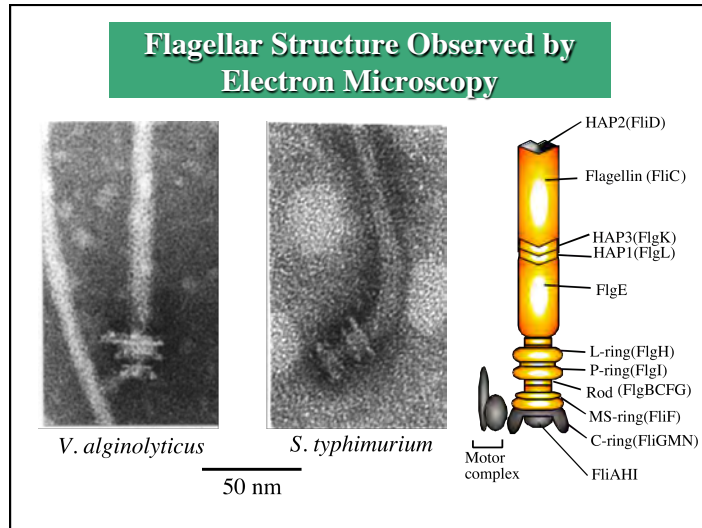 Flagellar Structure Observed by
Electron Microscopy
HAP2(FliD)
Flagellin (FliC)
HAP3(FlgK)
HAP1(FlgL)
FlgE
L-ring(FlgH)
P-ring(FlgI)
Rod (FlgBCFG)
MS-ring(FliF)
C-ring(FliGMN)
FliAHI
Motor
complex
V. alginolyticus
S. typhimurium
50 nm